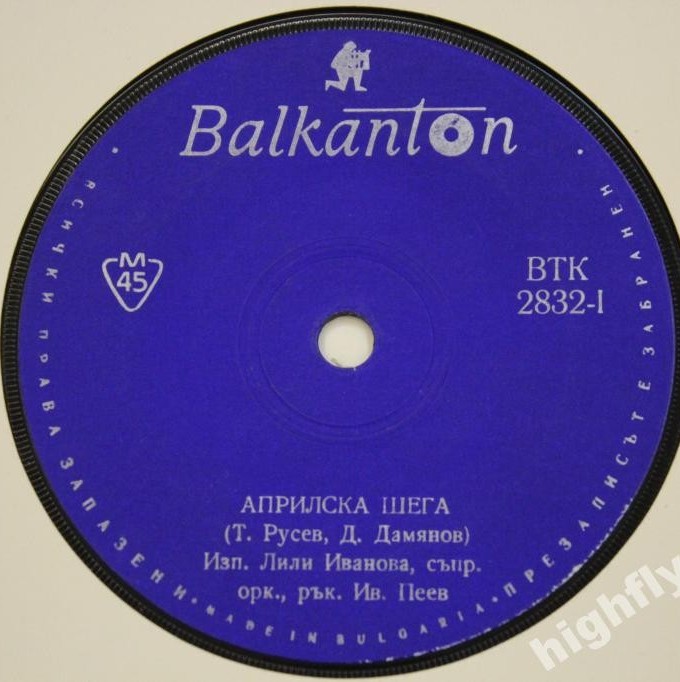 Balkanton
M
45
ВТК
2832-I
АПРИЛСКА ШЕГА
(Т. Русев, Д. Дамянов)
Изп. Лили Иванова, съпр.
орк., рък. Ив. Пеев
ВСИЧКИ ПРАВА ЗАПАЗЕНИ • MADE IN BULGARIA • ПРЕЗАПИСЪТ Е ЗАБРАНЕН
highfly